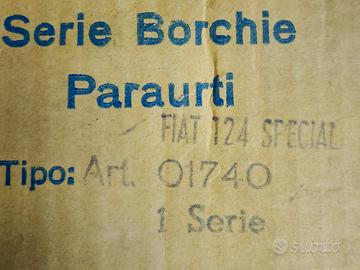 Serie Borchie
Paraurti
FIAT 124 SPECIAL
Tipo: Art. 01740
1 Serie
subito